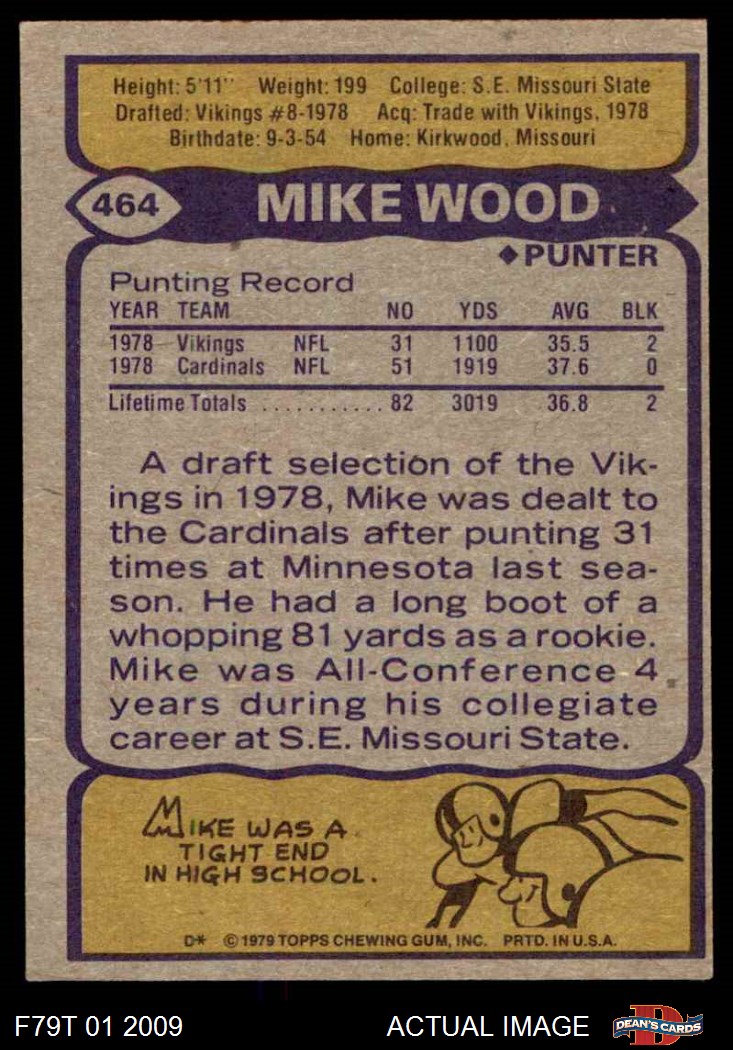 Height: 5'11" Weight: 199 College: S.E. Missouri State
Drafted: Vikings #8-1978 Acq: Trade with Vikings, 1978
Birthdate: 9-3-54 Home: Kirkwood, Missouri
464 MIKE WOOD
◆PUNTER
Punting Record
YEAR TEAM NO YDS AVG BLK
1978 Vikings NFL 31 1100 35.5 2
1978 Cardinals NFL 51 1919 37.6 0
Lifetime Totals ........... 82 3019 36.8 2
A draft selection of the Vik-
ings in 1978, Mike was dealt to
the Cardinals after punting 31
times at Minnesota last sea-
son. He had a long boot of a
whopping 81 yards as a rookie.
Mike was All-Conference 4
years during his collegiate
career at S.E. Missouri State.
MIKE WAS A
TIGHT END
IN HIGH SCHOOL.
D* © 1979 TOPPS CHEWING GUM, INC. PRTD. IN U.S.A.
F79T 01 2009 ACTUAL IMAGE D DEAN'S CARDS